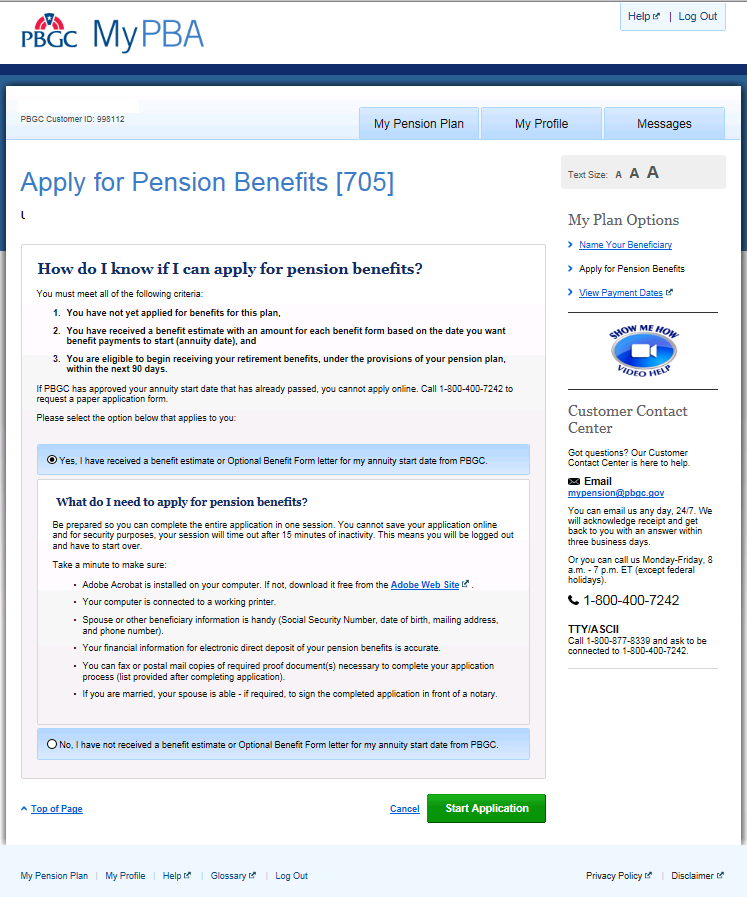 Help | Log Out
PBGC MyPBA
PBGC Customer ID: 998112
My Pension Plan
My Profile
Messages
Apply for Pension Benefits [705]
Text Size: A A A
How do I know if I can apply for pension benefits?
You must meet all of the following criteria:
1. You have not yet applied for benefits for this plan,
2. You have received a benefit estimate with an amount for each benefit form based on the date you want
benefit payments to start (annuity date), and
3. You are eligible to begin receiving your retirement benefits, under the provisions of your pension plan,
within the next 90 days.
If PBGC has approved your annuity start date that has already passed, you cannot apply online. Call 1-800-400-7242 to
request a paper application form.
Please select the option below that applies to you:
Yes, I have received a benefit estimate or Optional Benefit Form letter for my annuity start date from PBGC.
What do I need to apply for pension benefits?
Be prepared so you can complete the entire application in one session. You cannot save your application online
and for security purposes, your session will time out after 15 minutes of inactivity. This means you will be logged out
and have to start over.
Take a minute to make sure:
• Adobe Acrobat is installed on your computer. If not, download it free from the Adobe Web Site .
• Your computer is connected to a working printer.
• Spouse or other beneficiary information is handy (Social Security Number, date of birth, mailing address,
and phone number).
• Your financial information for electronic direct deposit of your pension benefits is accurate.
• You can fax or postal mail copies of required proof document(s) necessary to complete your application
process (list provided after completing application).
• If you are married, your spouse is able - if required, to sign the completed application in front of a notary.
No, I have not received a benefit estimate or Optional Benefit Form letter for my annuity start date from PBGC.
Top of Page
Cancel
Start Application
My Plan Options
Name Your Beneficiary
Apply for Pension Benefits
View Payment Dates
SHOW ME HOW
VIDEO HELP
Customer Contact
Center
Got questions? Our Customer
Contact Center is here to help.
Email
mypension@pbgc.gov
You can email us any day, 24/7. We
will acknowledge receipt and get
back to you with an answer within
three business days.
Or you can call us Monday-Friday, 8
a.m. - 7 p.m. ET (except federal
holidays).
1-800-400-7242
TTY/ASCII
Call 1-800-877-8339 and ask to be
connected to 1-800-400-7242.
My Pension Plan | My Profile | Help | Glossary | Log Out
Privacy Policy | Disclaimer